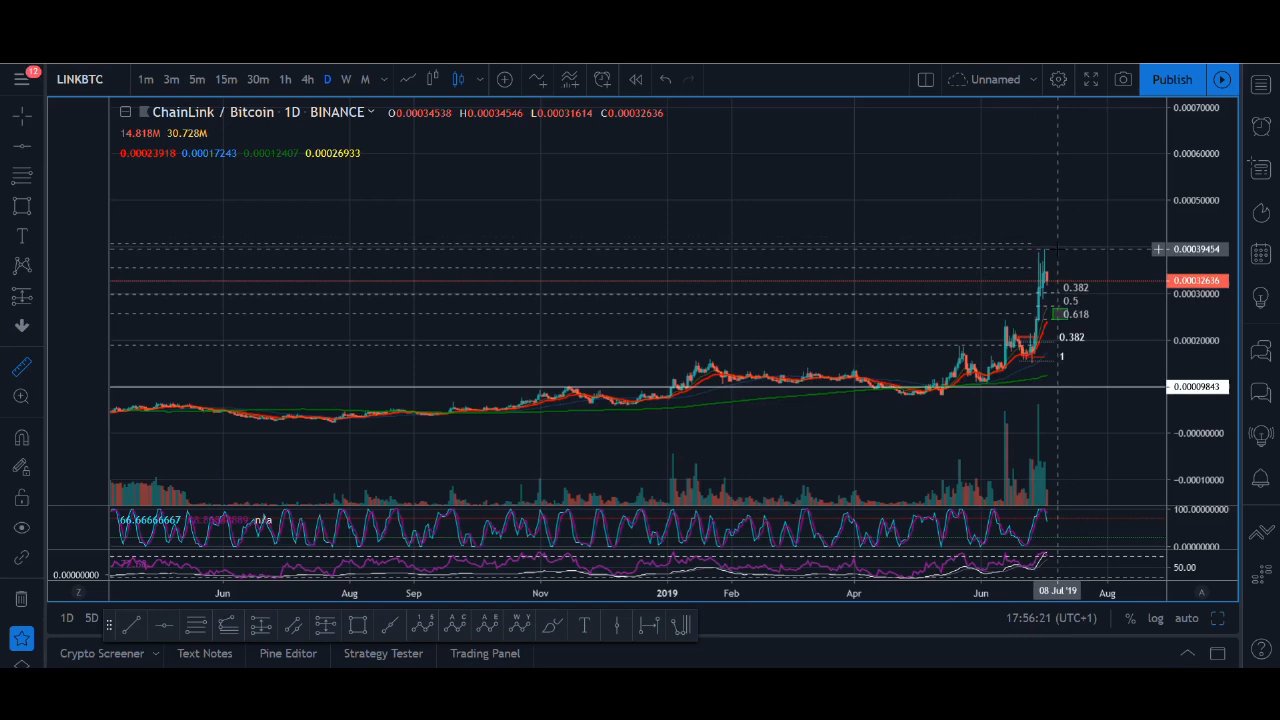 12
LINKBTC 1m 3m 5m 15m 30m 1h 4h D W M Unnamed Publish
ChainLink / Bitcoin · 1D · BINANCE O0.00034538 H0.00034546 L0.00031614 C0.00032636
14.818M 30.728M
0.00023918 0.00017243 0.00012407 0.00026933
0.00070000
0.00060000
0.00050000
0.00039454
0.00032636
0.382
0.00030000
0.5
0.618
0.382
0.00020000
1
0.00009843
-0.00000000
-0.00010000
100.00000000
66.66666667 n/a
0.00000000
50.00
0.00000000
Z Jun Aug Sep Nov 2019 Feb Apr Jun 08 Jul '19 Aug A
1D 5D 17:56:21 (UTC+1) % log auto
Crypto Screener Text Notes Pine Editor Strategy Tester Trading Panel